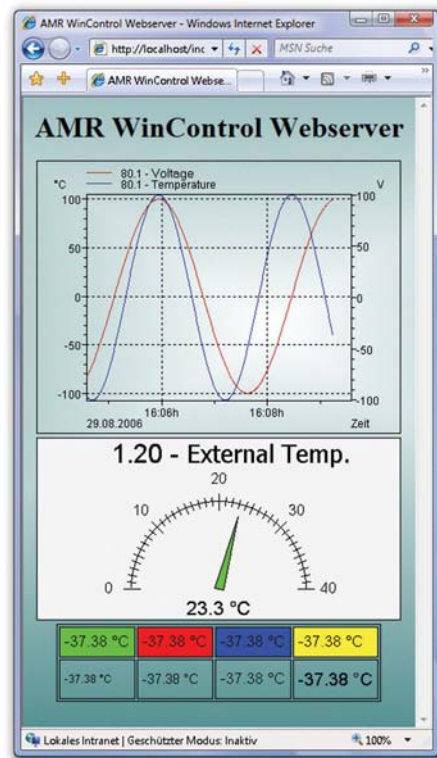 AMR WinControl Webserver - Windows Internet Explorer
http://localhost/inc
MSN Suche
AMR WinControl Webse...
AMR WinControl Webserver
80.1 - Voltage
80.1 - Temperature
°C V
100 100
50 50
0 0
-50 -50
-100 -100
16:06h 16:08h
29.08.2006 Zeit
1.20 - External Temp.
20
10 30
0 40
23.3 °C
-37.38 °C -37.38 °C -37.38 °C -37.38 °C
-37.38 °C -37.38 °C -37.38 °C -37.38 °C
Lokales Intranet | Geschützter Modus: Inaktiv 100%